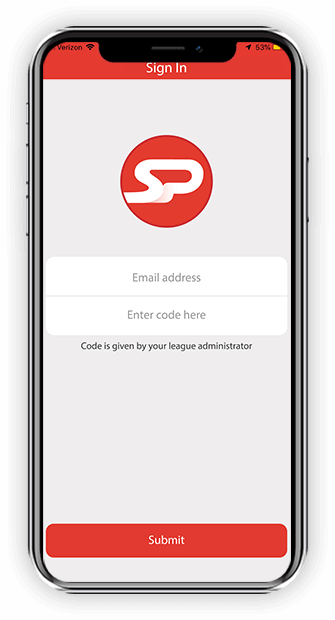 Verizon 53%
Sign In
SP
Email address
Enter code here
Code is given by your league administrator
Submit